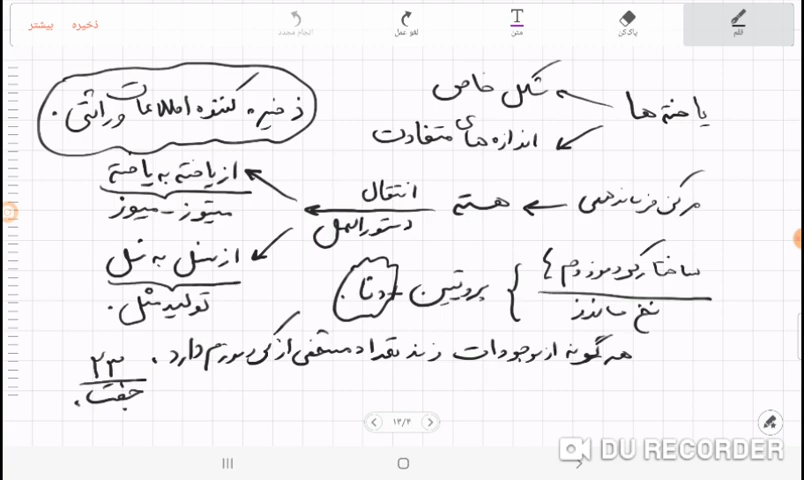 ذخیره بیشتر
انجام مجدد
لغو عمل
متن
پاک‌کن
قلم
یاخته ها
شکل خاص
اندازه های متفاوت
ذخیره کننده اطلاعات وراثتی .
مرکز فرماندهی ← هسته
انتقال
دستورالعمل
از یاخته به یاخته
میتوز - میوز
از نسل به نسل
تولید مثل .
ساختار کروموزوم
نخ مانند
پروتئین + دنا .
هر گونه از موجودات زنده تعداد مشخصی از کروموزوم دارد .
۲۳
جفت .
۱۳/۴
DU RECORDER